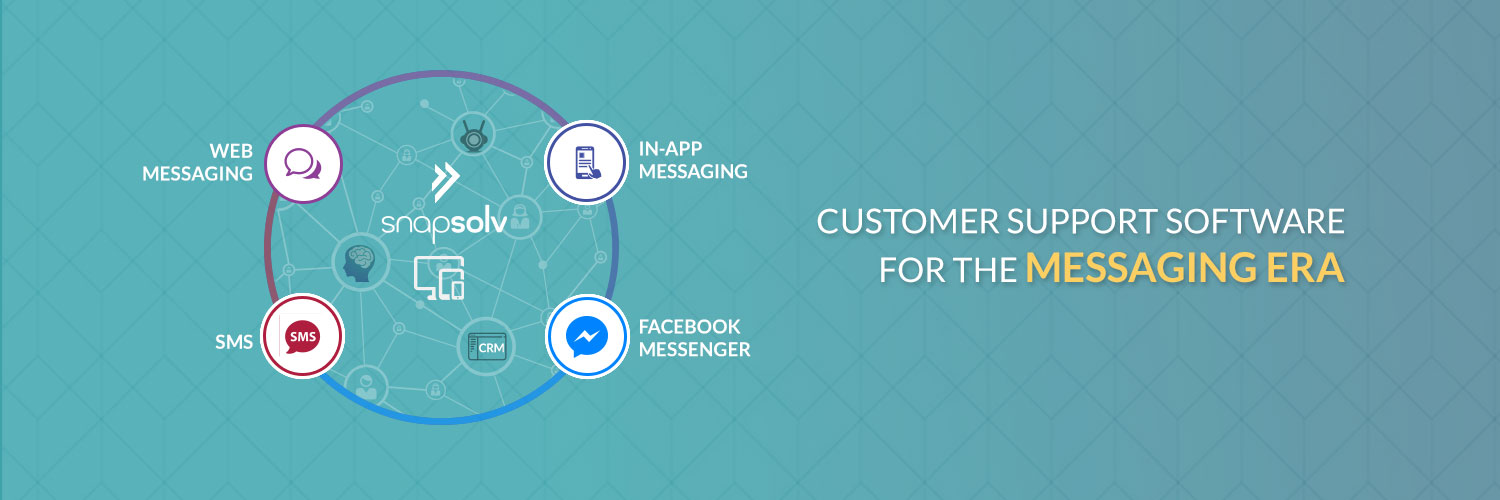 WEB
MESSAGING
IN-APP
MESSAGING
snapsolv
SMS
SMS
CRM
FACEBOOK
MESSENGER
CUSTOMER SUPPORT SOFTWARE
FOR THE MESSAGING ERA